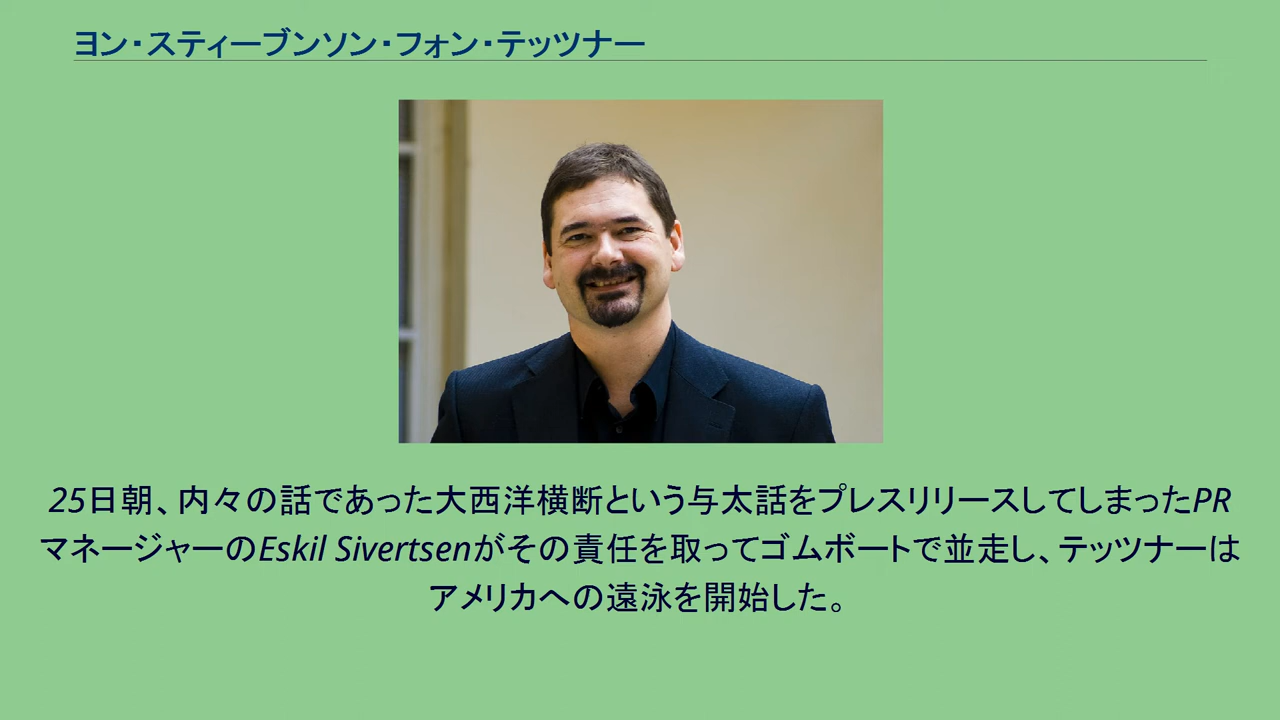 ヨン・スティーブンソン・フォン・テッツナー
25日朝、内々の話であった大西洋横断という与太話をプレスリリースしてしまったPR
マネージャーのEskil Sivertsenがその責任を取ってゴムボートで並走し、テッツナーは
アメリカへの遠泳を開始した。